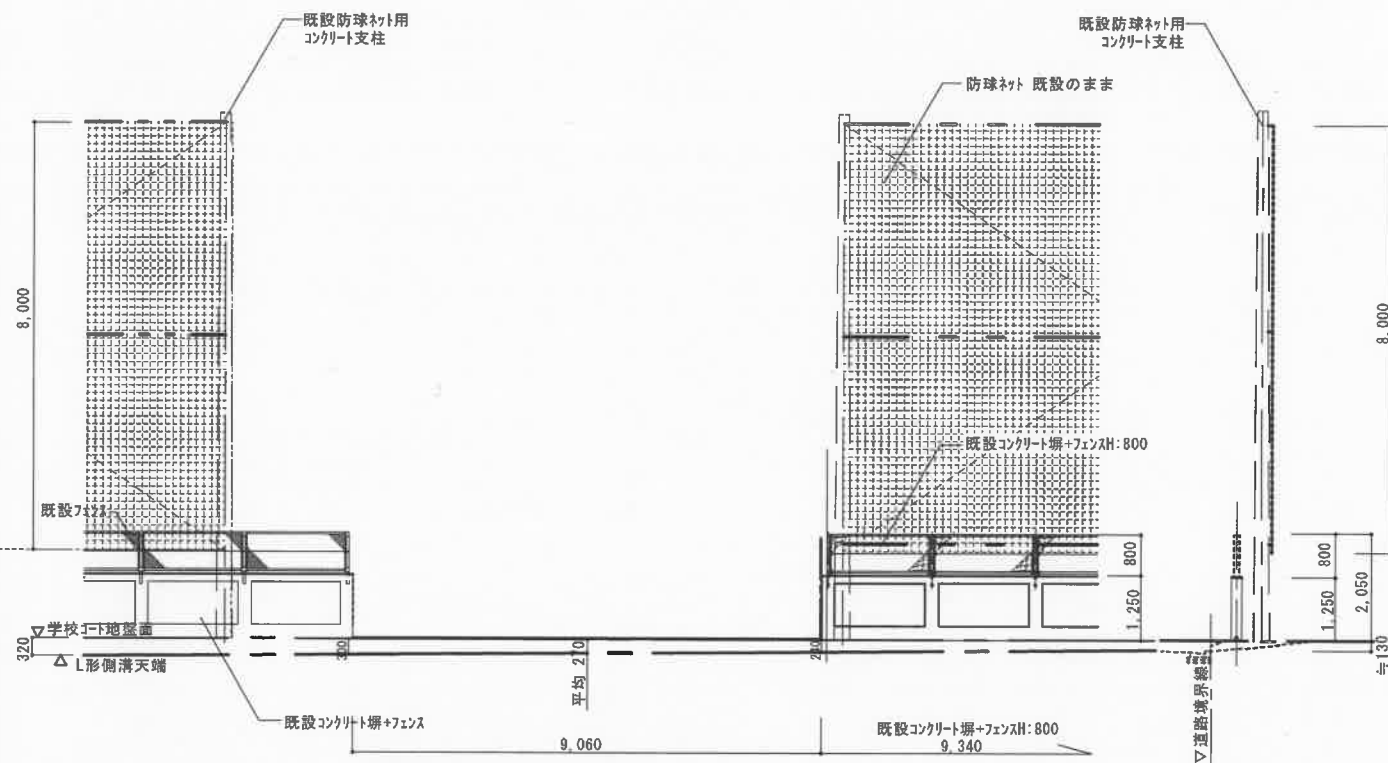 既設防球ネット用
コンクリート支柱
既設防球ネット用
コンクリート支柱
防球ネット 既設のまま
8,000
8,000
既設コンクリート塀+フェンスH:800
既設フェンス
800
1,250
800
1,250
2,050
▽学校コート地盤面
320
△ L形側溝天端
300
平均 270
≒130
▽道路境界線
既設コンクリート塀+フェンス
9,060
既設コンクリート塀+フェンスH:800
9,340